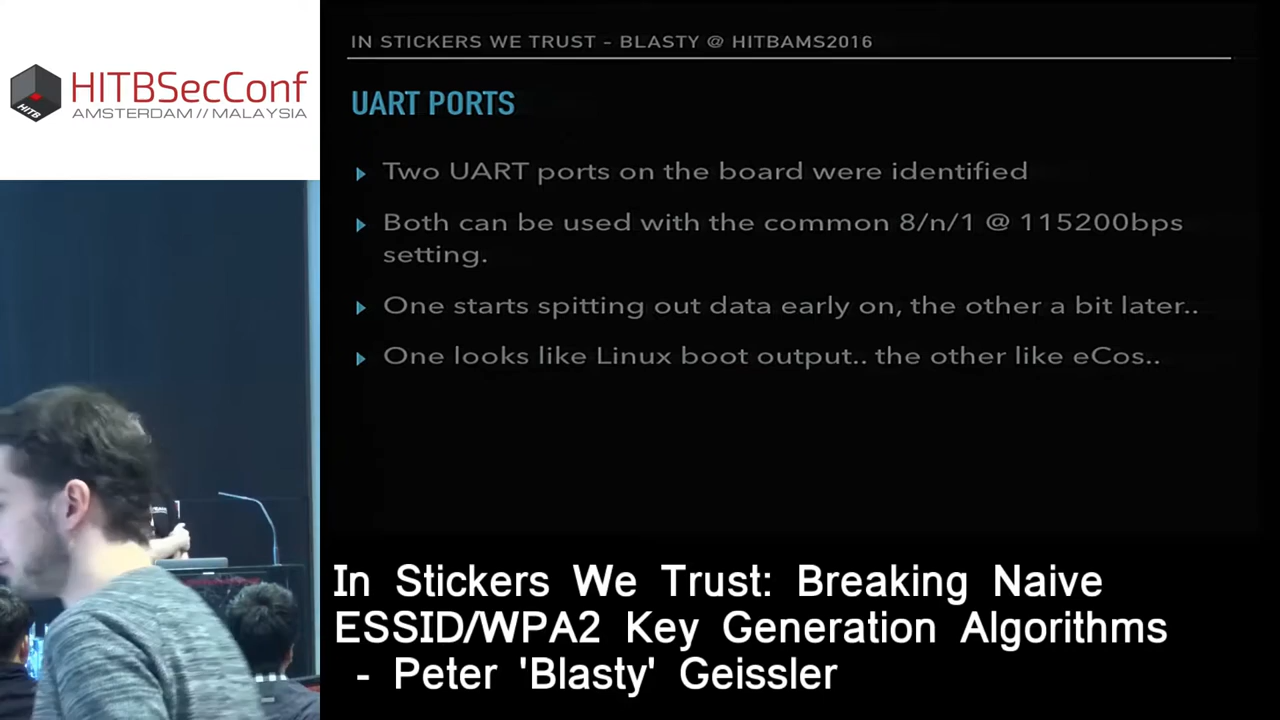 HITBSecConf
AMSTERDAM // MALAYSIA
HITB
IN STICKERS WE TRUST - BLASTY @ HITBAMS2016
UART PORTS
Two UART ports on the board were identified
Both can be used with the common 8/n/1 @ 115200bps
setting.
One starts spitting out data early on, the other a bit later..
One looks like Linux boot output.. the other like eCos..
In Stickers We Trust: Breaking Naive
ESSID/WPA2 Key Generation Algorithms
- Peter 'Blasty' Geissler